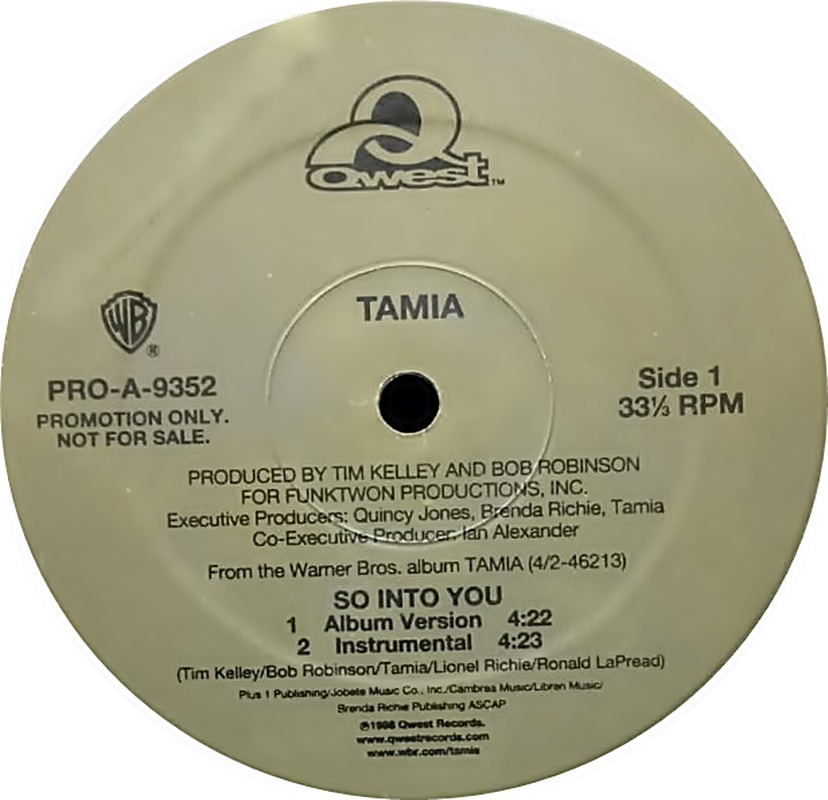 Qwest™
WB®
TAMIA
PRO-A-9352
PROMOTION ONLY.
NOT FOR SALE.
Side 1
33⅓ RPM
PRODUCED BY TIM KELLEY AND BOB ROBINSON
FOR FUNKTWON PRODUCTIONS, INC.
Executive Producers: Quincy Jones, Brenda Richie, Tamia
Co-Executive Producer: Ian Alexander
From the Warner Bros. album TAMIA (4/2-46213)
SO INTO YOU
1 Album Version 4:22
2 Instrumental 4:23
(Tim Kelley/Bob Robinson/Tamia/Lionel Richie/Ronald LaPread)
Plus 1 Publishing/Jobete Music Co., Inc./Cambrea Music/Libren Music/
Brenda Richie Publishing ASCAP
℗1998 Qwest Records.
www.qwestrecords.com
www.wbr.com/tamia